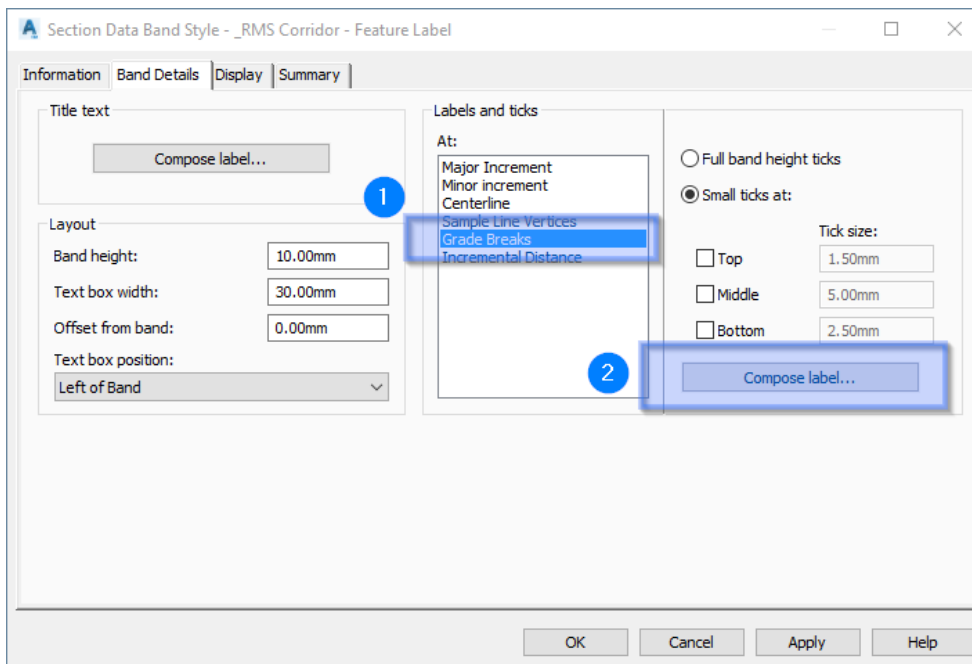 Section Data Band Style - _RMS Corridor - Feature Label
Information Band Details Display Summary
Title text
Compose label...
Layout
Band height: 10.00mm
Text box width: 30.00mm
Offset from band: 0.00mm
Text box position:
Left of Band
Labels and ticks
At:
Major Increment
Minor increment
Centerline
Sample Line Vertices
1
Grade Breaks
Incremental Distance
Full band height ticks
Small ticks at:
Tick size:
Top 1.50mm
Middle 5.00mm
Bottom 2.50mm
2
Compose label...
OK Cancel Apply Help